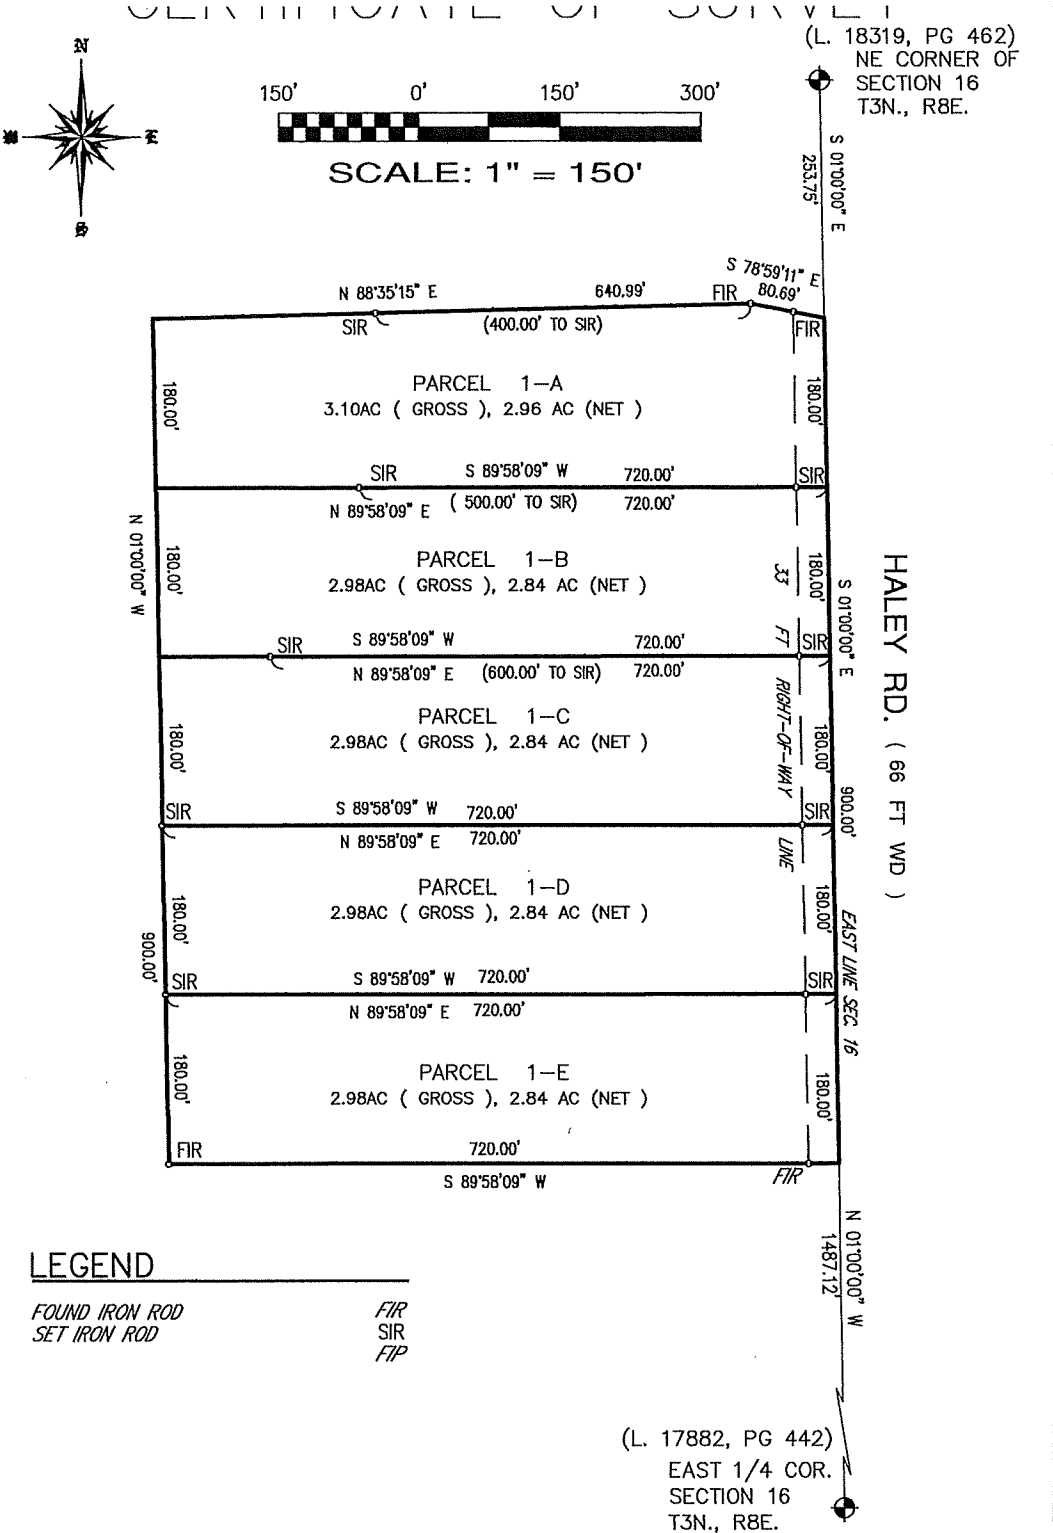 CERTIFICATE OF SURVEY
(L. 18319, PG 462)
NE CORNER OF
SECTION 16
T3N., R8E.
N
W
E
S
150' 0' 150' 300'
SCALE: 1" = 150'
S 01°00'00" E
253.75'
S 78°59'11" E
80.69'
N 88°35'15" E 640.99' FIR
SIR (400.00' TO SIR) FIR
180.00'
PARCEL 1-A
3.10AC ( GROSS ), 2.96 AC (NET )
180.00'
SIR S 89°58'09" W 720.00' SIR
N 89°58'09" E ( 500.00' TO SIR) 720.00'
N 01°00'00" W
180.00'
PARCEL 1-B
2.98AC ( GROSS ), 2.84 AC (NET )
180.00'
S 01°00'00" E
33 FT RIGHT-OF-WAY LINE
HALEY RD. ( 66 FT WD )
SIR S 89°58'09" W 720.00' SIR
N 89°58'09" E (600.00' TO SIR) 720.00'
180.00'
PARCEL 1-C
2.98AC ( GROSS ), 2.84 AC (NET )
180.00'
900.00'
SIR S 89°58'09" W 720.00' SIR
N 89°58'09" E 720.00'
180.00'
PARCEL 1-D
2.98AC ( GROSS ), 2.84 AC (NET )
180.00'
900.00'
EAST LINE SEC. 16
SIR S 89°58'09" W 720.00' SIR
N 89°58'09" E 720.00'
180.00'
PARCEL 1-E
2.98AC ( GROSS ), 2.84 AC (NET )
180.00'
FIR 720.00' FIR
S 89°58'09" W
N 01°00'00" W
1487.12'
LEGEND
FOUND IRON ROD FIR
SET IRON ROD SIR
FIP
(L. 17882, PG 442)
EAST 1/4 COR.
SECTION 16
T3N., R8E.